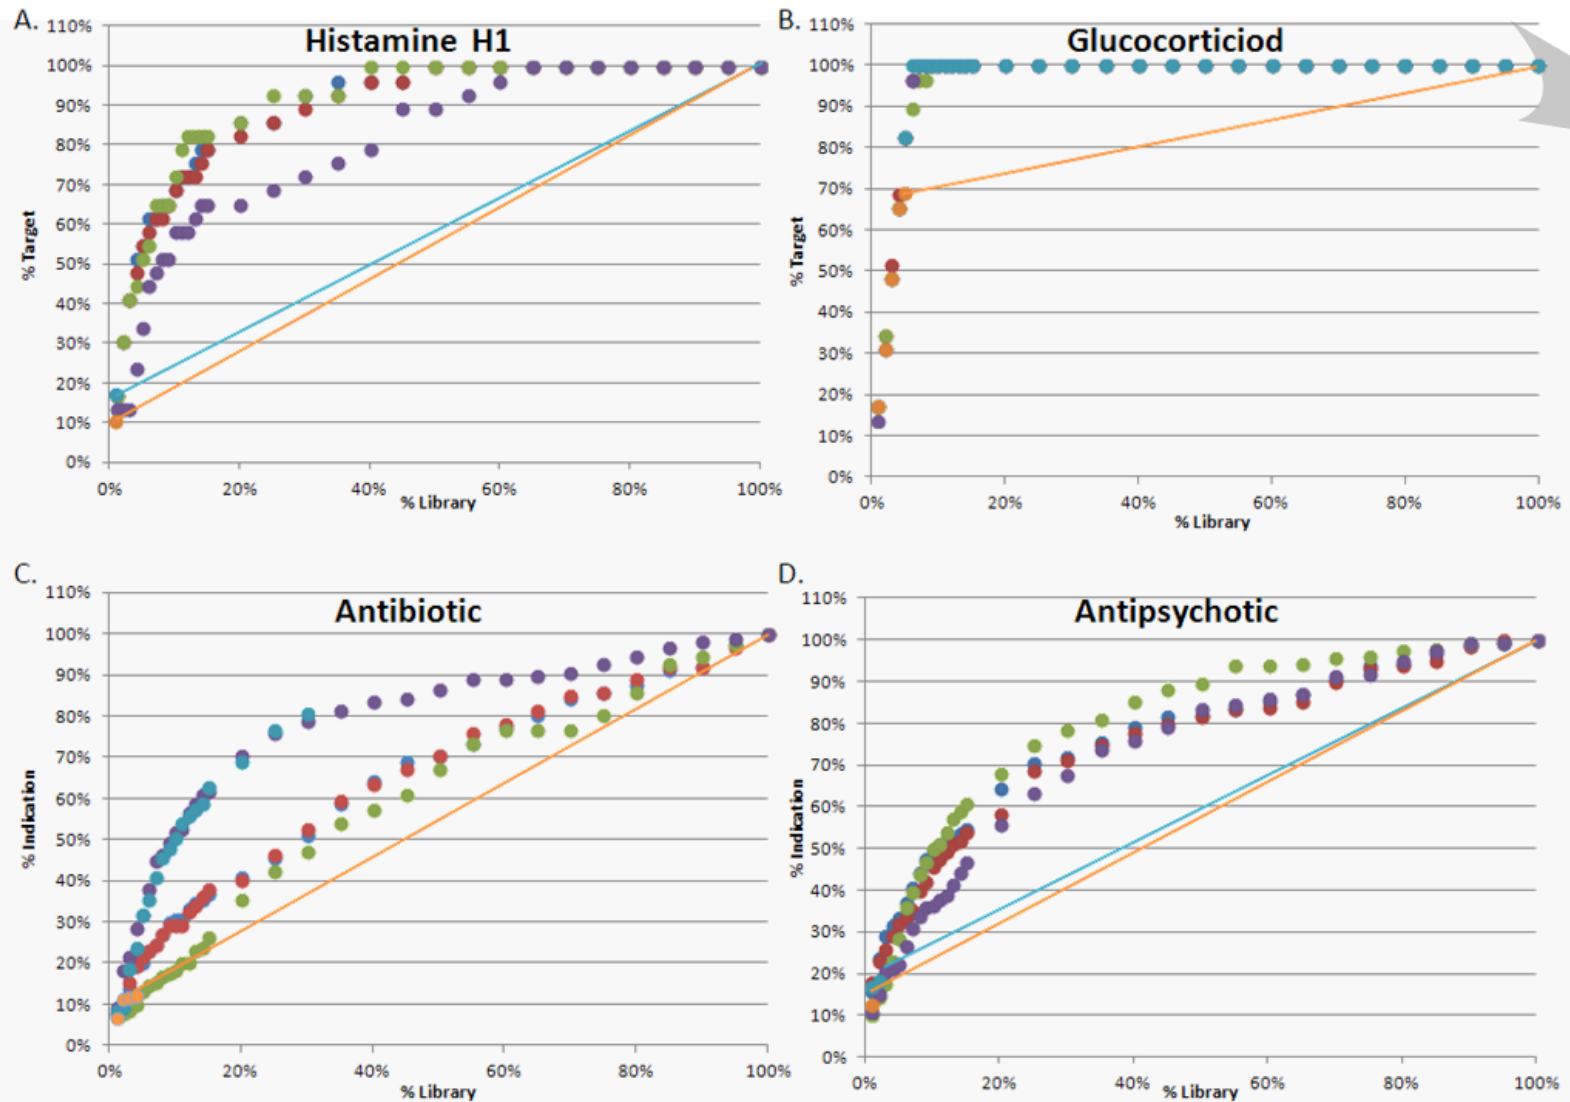 A.
Histamine H1
110%
100%
90%
80%
70%
60%
50%
40%
30%
20%
10%
0%
% Target
0% 20% 40% 60% 80% 100%
% Library
B.
Glucocorticiod
110%
100%
90%
80%
70%
60%
50%
40%
30%
20%
10%
0%
% Target
0% 20% 40% 60% 80% 100%
% Library
C.
Antibiotic
110%
100%
90%
80%
70%
60%
50%
40%
30%
20%
10%
0%
% Indication
0% 20% 40% 60% 80% 100%
% Library
D.
Antipsychotic
110%
100%
90%
80%
70%
60%
50%
40%
30%
20%
10%
0%
% Indication
0% 20% 40% 60% 80% 100%
% Library